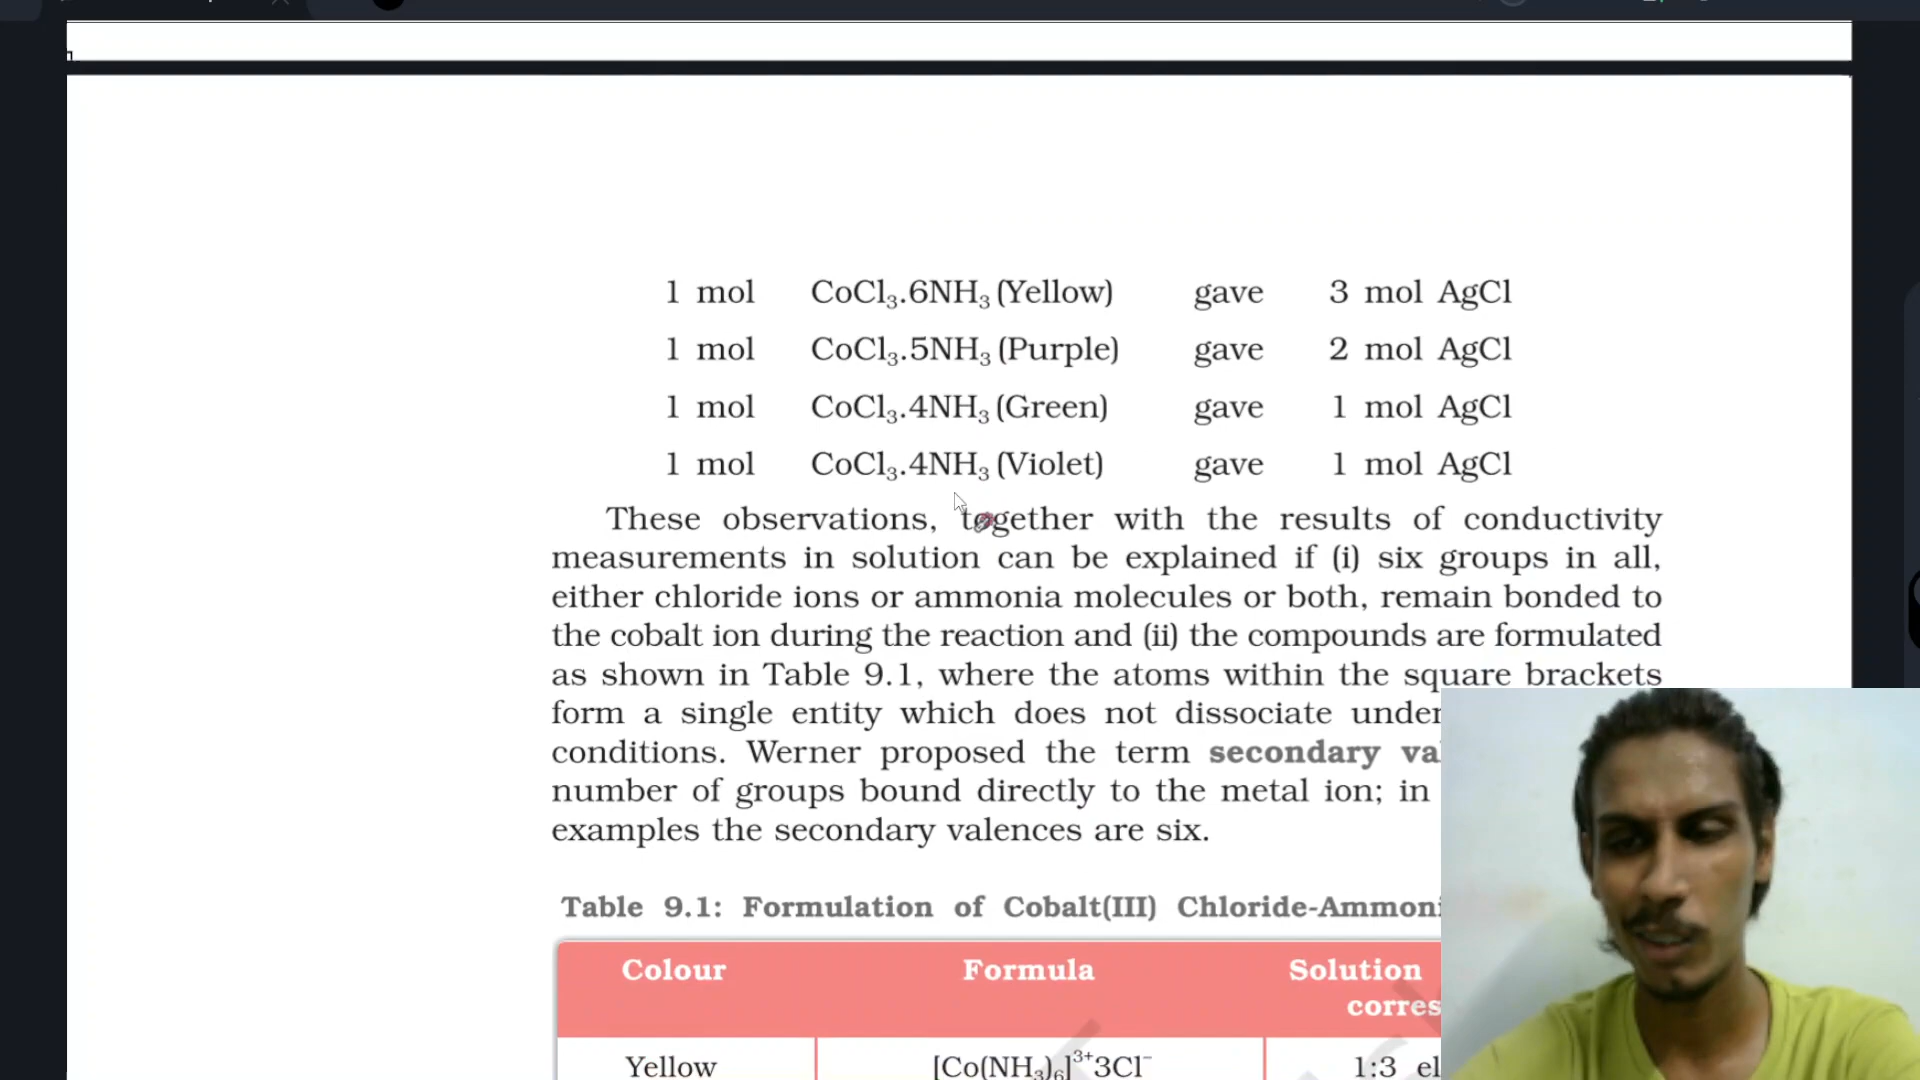 1 mol CoCl₃.6NH₃ (Yellow) gave 3 mol AgCl
1 mol CoCl₃.5NH₃ (Purple) gave 2 mol AgCl
1 mol CoCl₃.4NH₃ (Green) gave 1 mol AgCl
1 mol CoCl₃.4NH₃ (Violet) gave 1 mol AgCl
These observations, together with the results of conductivity
measurements in solution can be explained if (i) six groups in all,
either chloride ions or ammonia molecules or both, remain bonded to
the cobalt ion during the reaction and (ii) the compounds are formulated
as shown in Table 9.1, where the atoms within the square brackets
form a single entity which does not dissociate under
conditions. Werner proposed the term secondary va
number of groups bound directly to the metal ion; in
examples the secondary valences are six.
Table 9.1: Formulation of Cobalt(III) Chloride-Ammoni
Colour Formula Solution
corres
Yellow [Co(NH₃)₆]³⁺3Cl⁻ 1:3 el